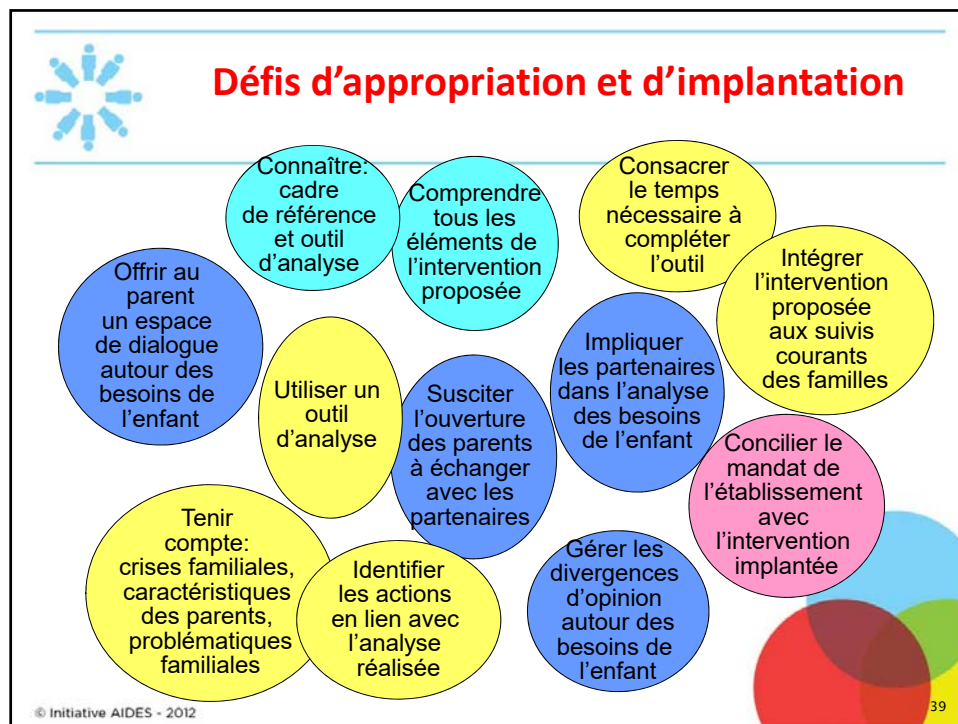 Défis d’appropriation et d’implantation
Connaître:
cadre
de référence
et outil
d’analyse
Comprendre
tous les
éléments de
l’intervention
proposée
Consacrer
le temps
nécessaire à
compléter
l’outil
Intégrer
l’intervention
proposée
aux suivis
courants
des familles
Offrir au
parent
un espace
de dialogue
autour des
besoins de
l’enfant
Utiliser un
outil
d’analyse
Susciter
l’ouverture
des parents
à échanger
avec les
partenaires
Impliquer
les partenaires
dans l’analyse
des besoins
de l’enfant
Concilier le
mandat de
l’établissement
avec
l’intervention
implantée
Tenir
compte:
crises familiales,
caractéristiques
des parents,
problématiques
familiales
Identifier
les actions
en lien avec
l’analyse
réalisée
Gérer les
divergences
d’opinion
autour des
besoins de
l’enfant
© Initiative AIDES - 2012
39